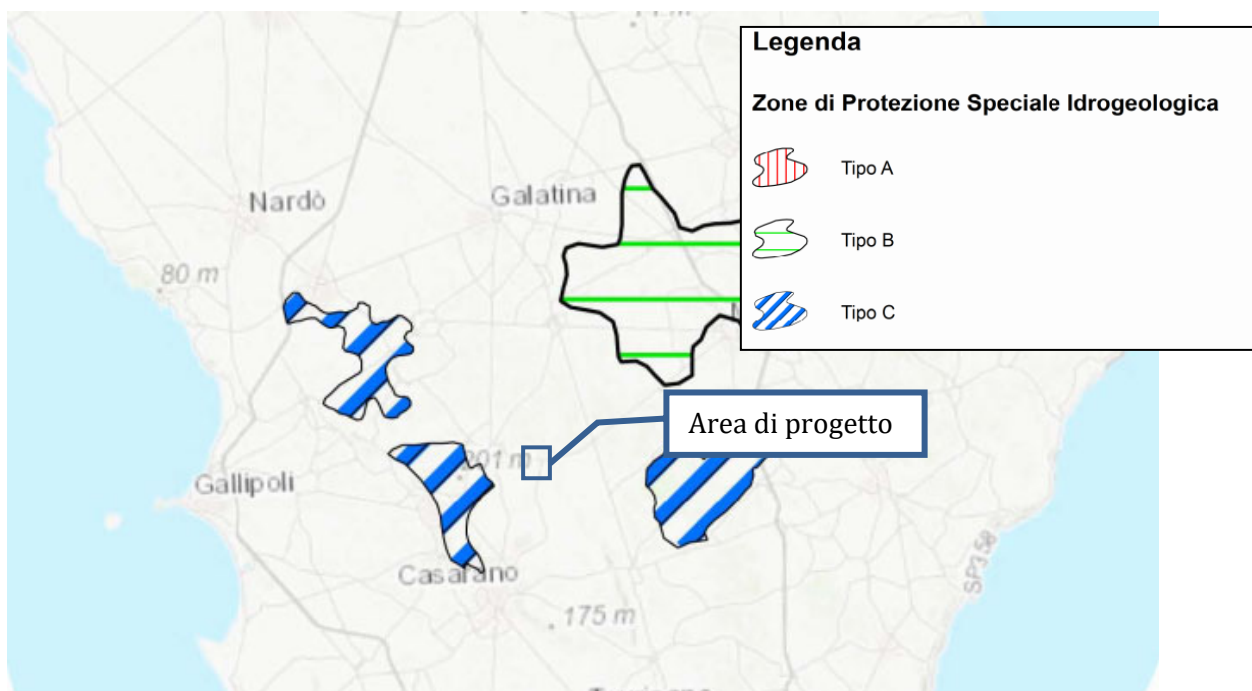 Legenda
Zone di Protezione Speciale Idrogeologica
Tipo A
Tipo B
Tipo C
Nardò
Galatina
80 m
Area di progetto
201 m
Gallipoli
Casarano
SP358
175 m